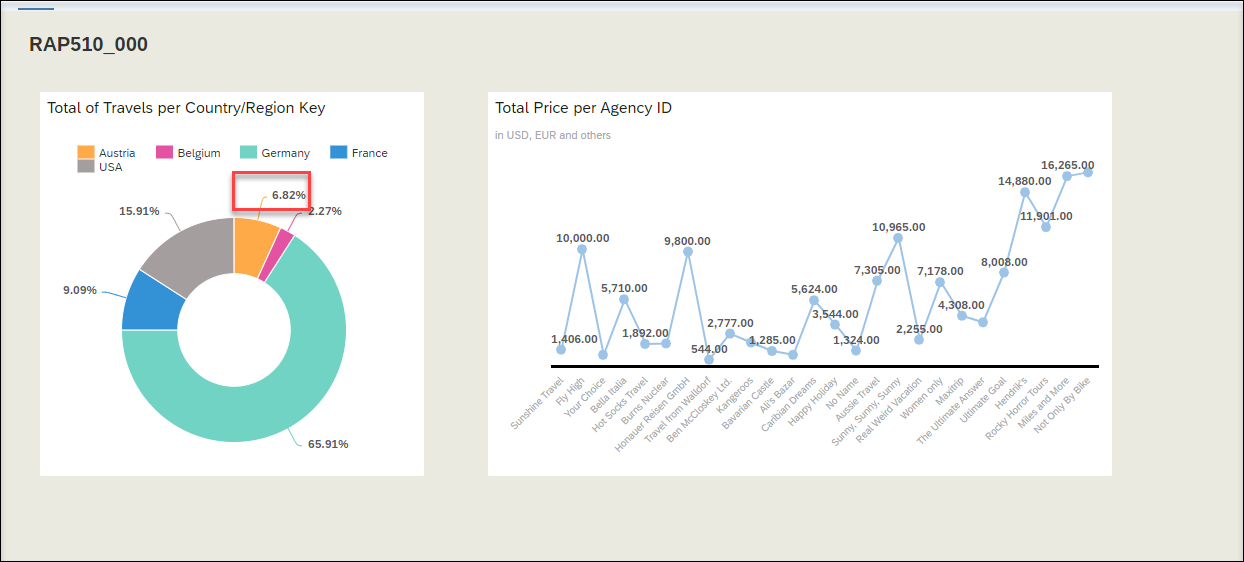 RAP510_000
Total of Travels per Country/Region Key
Austria Belgium Germany France
USA
6.82%
2.27%
15.91%
9.09%
65.91%
Total Price per Agency ID
in USD, EUR and others
1,406.00
10,000.00
5,710.00
1,892.00
9,800.00
544.00
2,777.00
1,285.00
5,624.00
3,544.00
1,324.00
7,305.00
10,965.00
2,255.00
7,178.00
4,308.00
8,008.00
14,880.00
11,901.00
16,265.00
Sunshine Travel
Fly High
Your Choice
Bella Italia
Hot Socks Travel
Burns Nuclear
Honauer Reisen GmbH
Travel from Walldorf
Ben McCloskey Ltd.
Kangeroos
Bavarian Castle
Ali's Bazar
Caribian Dreams
Happy Holiday
No Name
Aussie Travel
Sunny, Sunny, Sunny
Real Weird Vacation
Women only
Maxitrip
The Ultimate Answer
Ultimate Goal
Hendrik's
Rocky Horror Tours
Miles and More
Not Only By Bike